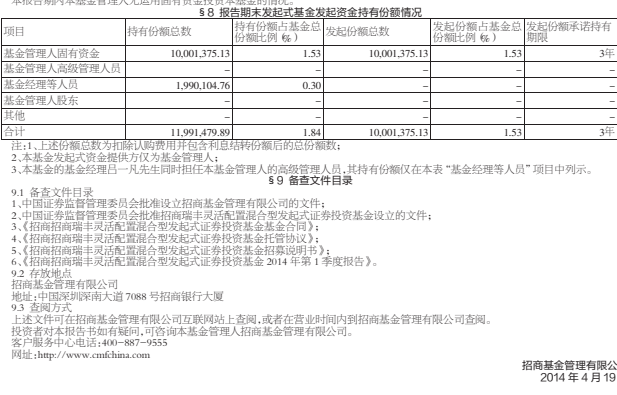 本报告期内本基金管理人无运用固有资金投资本基金的情况。
§8 报告期末发起式基金发起资金持有份额情况
项目 持有份额总数 持有份额占基金总份额比例(‰) 发起份额总数 发起份额占基金总份额比例(‰) 发起份额承诺持有期限
基金管理人固有资金 10,001,375.13 1.53 10,001,375.13 1.53 3年
基金管理人高级管理人员 – – – – –
基金经理等人员 1,990,104.76 0.30 – – –
基金管理人股东 – – – – –
其他 – – – – –
合计 11,991,479.89 1.84 10,001,375.13 1.53 3年
注:1、上述份额总数为扣除认购费用并包含利息结转份额后的总份额数;
2、本基金发起式资金提供方仅为基金管理人;
3、本基金的基金经理吕一凡先生同时担任本基金管理人的高级管理人员,其持有份额仅在本表“基金经理等人员”项目中列示。
§9 备查文件目录
9.1 备查文件目录
1、中国证券监督管理委员会批准设立招商基金管理有限公司的文件;
2、中国证券监督管理委员会批准招商瑞丰灵活配置混合型发起式证券投资基金设立的文件;
3、《招商招商瑞丰灵活配置混合型发起式证券投资基金基金合同》;
4、《招商招商瑞丰灵活配置混合型发起式证券投资基金托管协议》;
5、《招商招商瑞丰灵活配置混合型发起式证券投资基金招募说明书》;
6、《招商招商瑞丰灵活配置混合型发起式证券投资基金2014年第1季度报告》。
9.2 存放地点
招商基金管理有限公司
地址:中国深圳深南大道7088号招商银行大厦
9.3 查阅方式
上述文件可在招商基金管理有限公司互联网站上查阅,或者在营业时间内到招商基金管理有限公司查阅。
投资者对本报告书如有疑问,可咨询本基金管理人招商基金管理有限公司。
客户服务中心电话:400-887-9555
网址:http://www.cmfchina.com
招商基金管理有限公
2014年4月19